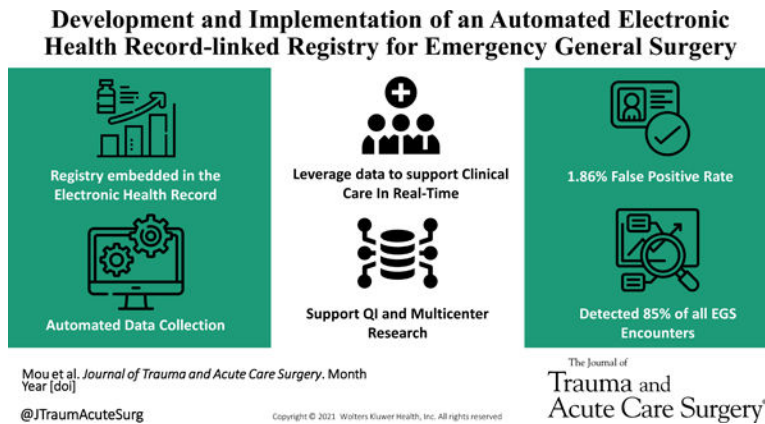 Development and Implementation of an Automated Electronic
Health Record-linked Registry for Emergency General Surgery
Registry embedded in the
Electronic Health Record
Automated Data Collection
Leverage data to support Clinical
Care In Real-Time
Support QI and Multicenter
Research
1.86% False Positive Rate
Detected 85% of all EGS
Encounters
Mou et al. Journal of Trauma and Acute Care Surgery. Month
Year [doi]
@JTraumAcuteSurg
Copyright © 2021 Wolters Kluwer Health, Inc. All rights reserved
The Journal of
Trauma and
Acute Care Surgery®